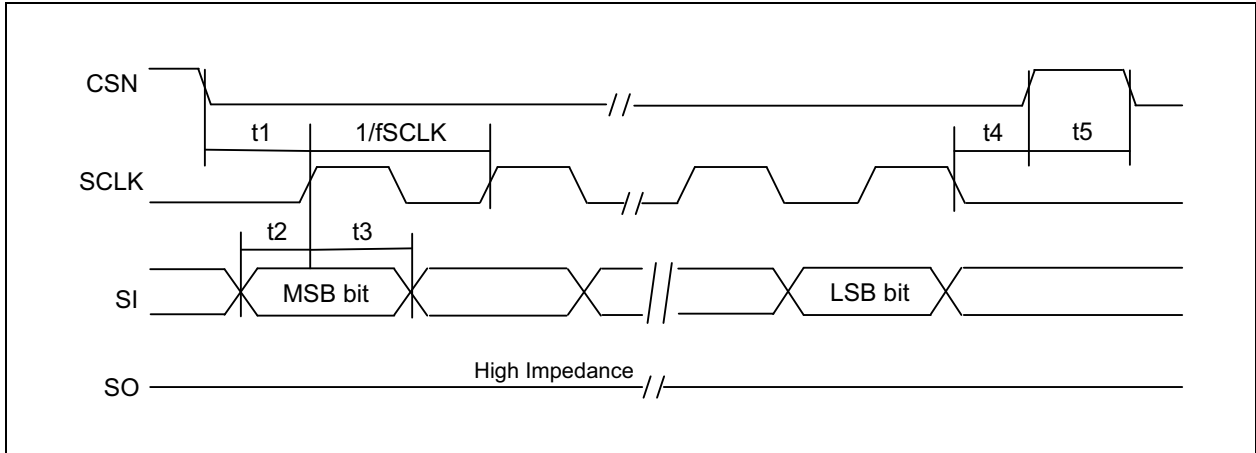 CSN
t1
1/fSCLK
t4
t5
SCLK
t2
t3
SI
MSB bit
LSB bit
High Impedance
SO